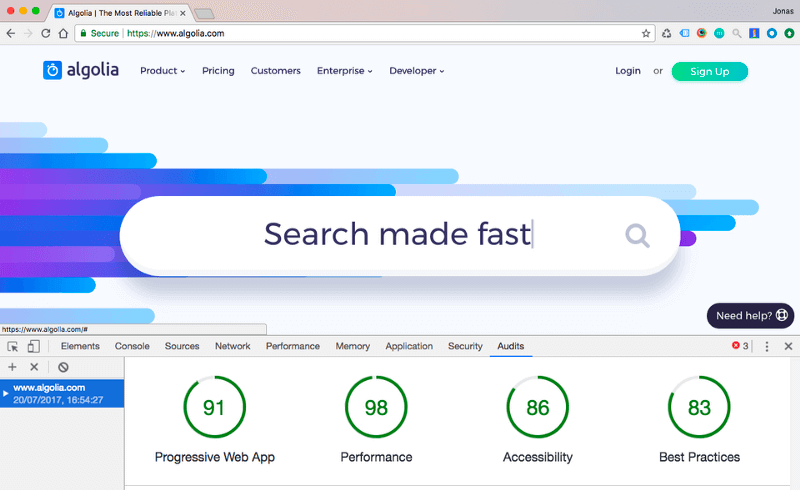 Algolia | The Most Reliable Pla
Jonas
Secure https://www.algolia.com
algolia Product Pricing Customers Enterprise Developer Login or Sign Up
Search made fast
Need help?
https://www.algolia.com/#
Elements Console Sources Network Performance Memory Application Security Audits 3
www.algolia.com
20/07/2017, 16:54:27
91 98 86 83
Progressive Web App Performance Accessibility Best Practices